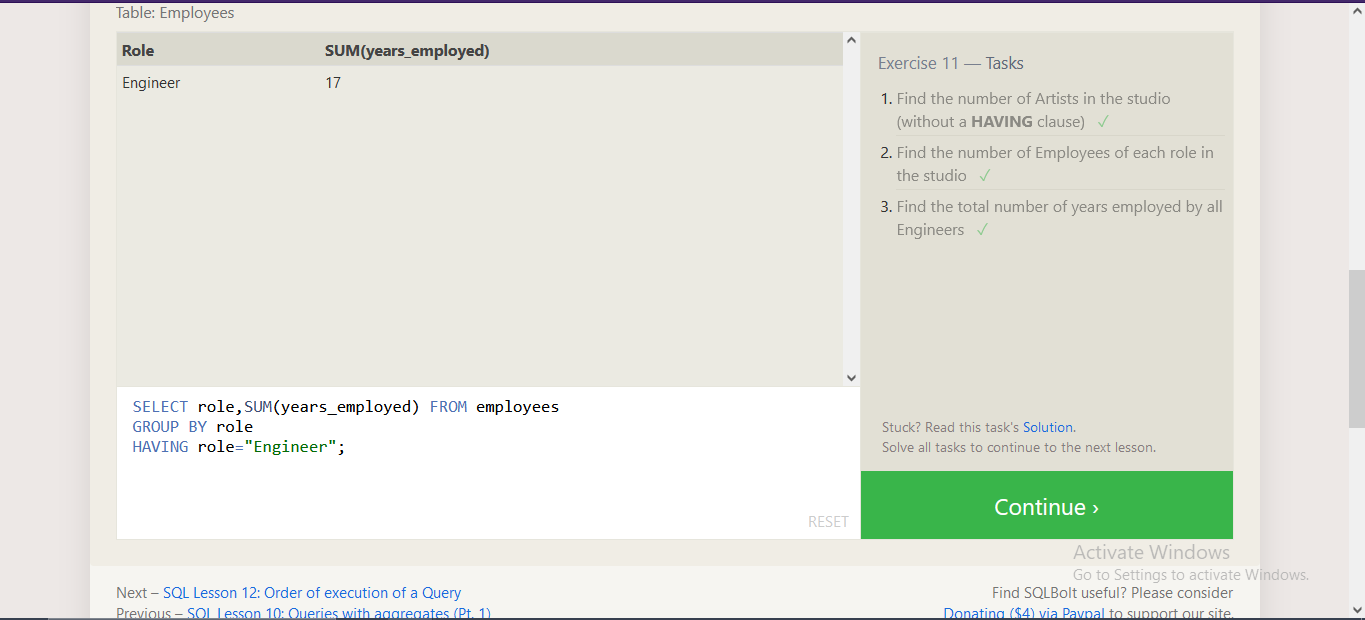 Table: Employees
Role SUM(years_employed)
Engineer 17
Exercise 11 — Tasks
1. Find the number of Artists in the studio
(without a HAVING clause) ✓
2. Find the number of Employees of each role in
the studio ✓
3. Find the total number of years employed by all
Engineers ✓
SELECT role,SUM(years_employed) FROM employees
GROUP BY role
HAVING role="Engineer";
RESET
Stuck? Read this task's Solution.
Solve all tasks to continue to the next lesson.
Continue ›
Activate Windows
Go to Settings to activate Windows.
Next – SQL Lesson 12: Order of execution of a Query
Previous – SQL Lesson 10: Queries with aggregates (Pt. 1)
Find SQLBolt useful? Please consider
Donating ($4) via Paypal to support our site.